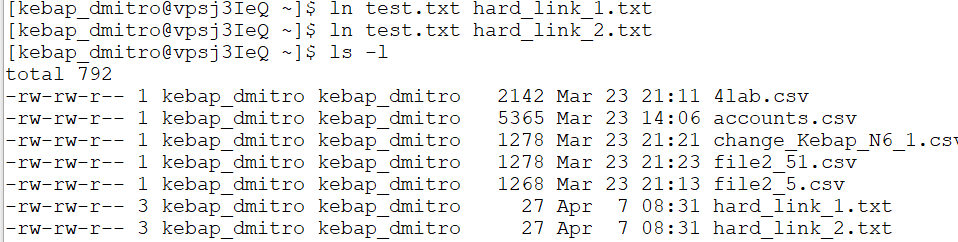 [kebap_dmitro@vpsj3IeQ ~]$ ln test.txt hard_link_1.txt
[kebap_dmitro@vpsj3IeQ ~]$ ln test.txt hard_link_2.txt
[kebap_dmitro@vpsj3IeQ ~]$ ls -l
total 792
-rw-rw-r-- 1 kebap_dmitro kebap_dmitro   2142 Mar 23 21:11 4lab.csv
-rw-rw-r-- 1 kebap_dmitro kebap_dmitro   5365 Mar 23 14:06 accounts.csv
-rw-rw-r-- 1 kebap_dmitro kebap_dmitro   1278 Mar 23 21:21 change_Kebap_N6_1.csv
-rw-rw-r-- 1 kebap_dmitro kebap_dmitro   1278 Mar 23 21:23 file2_51.csv
-rw-rw-r-- 1 kebap_dmitro kebap_dmitro   1268 Mar 23 21:13 file2_5.csv
-rw-rw-r-- 3 kebap_dmitro kebap_dmitro     27 Apr  7 08:31 hard_link_1.txt
-rw-rw-r-- 3 kebap_dmitro kebap_dmitro     27 Apr  7 08:31 hard_link_2.txt